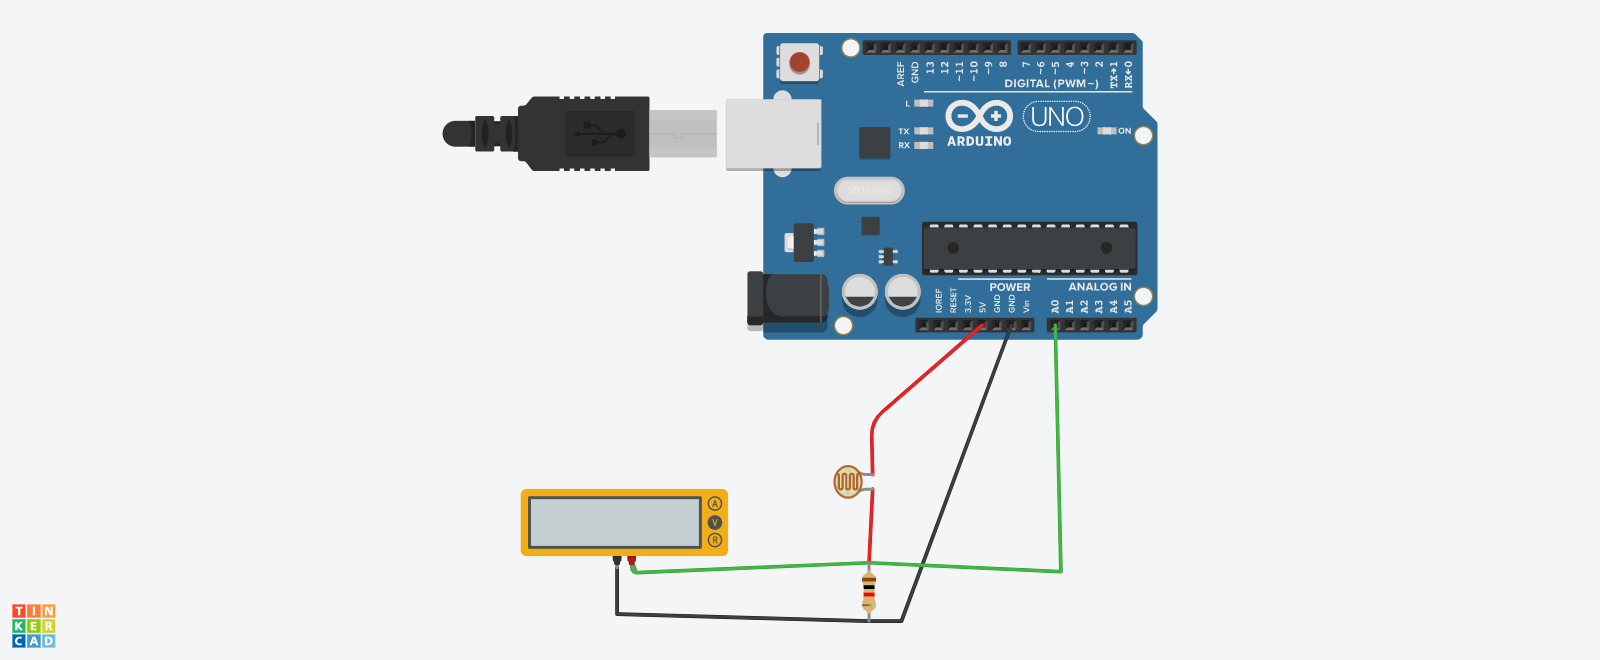 AREF
GND
13
12
~11
~10
~9
8
7
~6
~5
4
~3
2
TX→1
RX←0
DIGITAL (PWM~)
L
TX
RX
UNO
ARDUINO
ON
POWER
ANALOG IN
IOREF
RESET
3.3V
5V
GND
GND
Vin
A0
A1
A2
A3
A4
A5
A
V
R
TIN
KER
CAD